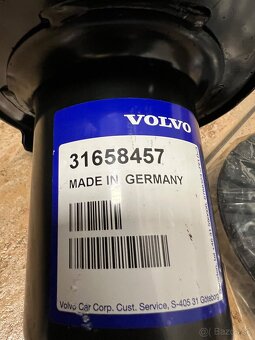 VOLVO
31658457
MADE IN GERMANY
Volvo Car Corp. Cust. Service, S-405 31 Göteborg